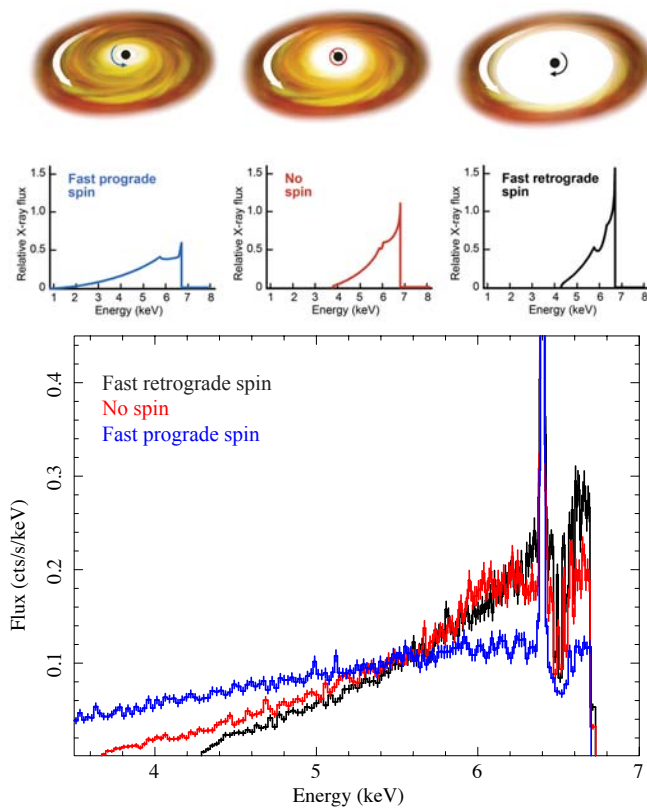 1.5
1.0
0.5
0
Relative X-ray flux
Fast prograde
spin
1 2 3 4 5 6 7 8
Energy (keV)
1.5
1.0
0.5
0
Relative X-ray flux
No
spin
1 2 3 4 5 6 7 8
Energy (keV)
1.5
1.0
0.5
0
Relative X-ray flux
Fast retrograde
spin
1 2 3 4 5 6 7 8
Energy (keV)
Fast retrograde spin
No spin
Fast prograde spin
0.4
0.3
0.2
0.1
Flux (cts/s/keV)
4 5 6 7
Energy (keV)